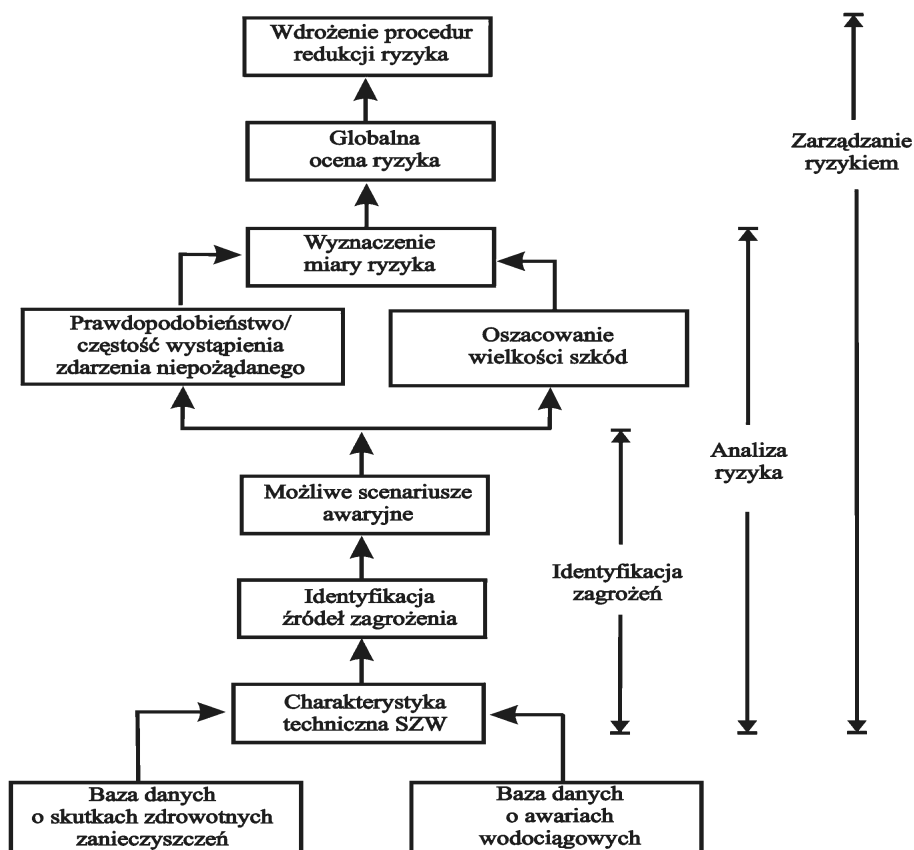 Wdrożenie procedur
redukcji ryzyka
Globalna
ocena ryzyka
Zarządzanie
ryzykiem
Wyznaczenie
miary ryzyka
Prawdopodobieństwo/
częstość wystąpienia
zdarzenia niepożądanego
Oszacowanie
wielkości szkód
Analiza
ryzyka
Możliwe scenariusze
awaryjne
Identyfikacja
zagrożeń
Identyfikacja
źródeł zagrożenia
Charakterystyka
techniczna SZW
Baza danych
o skutkach zdrowotnych
zanieczyszczeń
Baza danych
o awariach
wodociągowych